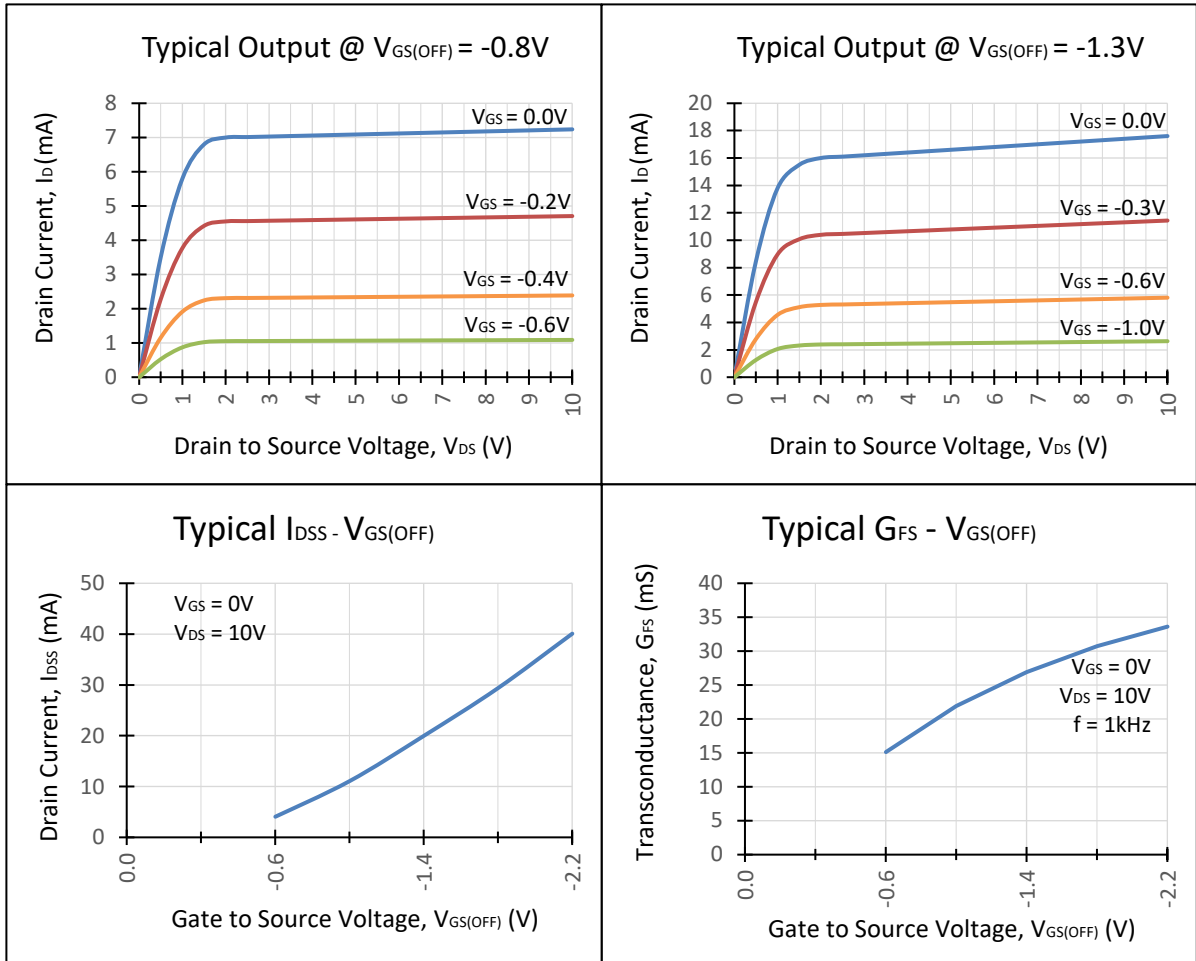 Typical Output @ VGS(OFF) = -0.8V
Drain Current, ID (mA)
8
7
6
5
4
3
2
1
0
VGS = 0.0V
VGS = -0.2V
VGS = -0.4V
VGS = -0.6V
0 1 2 3 4 5 6 7 8 9 10
Drain to Source Voltage, VDS (V)
Typical Output @ VGS(OFF) = -1.3V
Drain Current, ID (mA)
20
18
16
14
12
10
8
6
4
2
0
VGS = 0.0V
VGS = -0.3V
VGS = -0.6V
VGS = -1.0V
0 1 2 3 4 5 6 7 8 9 10
Drain to Source Voltage, VDS (V)
Typical IDSS - VGS(OFF)
Drain Current, IDSS (mA)
50
40
30
20
10
0
VGS = 0V
VDS = 10V
0.0 -0.6 -1.4 -2.2
Gate to Source Voltage, VGS(OFF) (V)
Typical GFS - VGS(OFF)
Transconductance, GFS (mS)
40
35
30
25
20
15
10
5
0
VGS = 0V
VDS = 10V
f = 1kHz
0.0 -0.6 -1.4 -2.2
Gate to Source Voltage, VGS(OFF) (V)